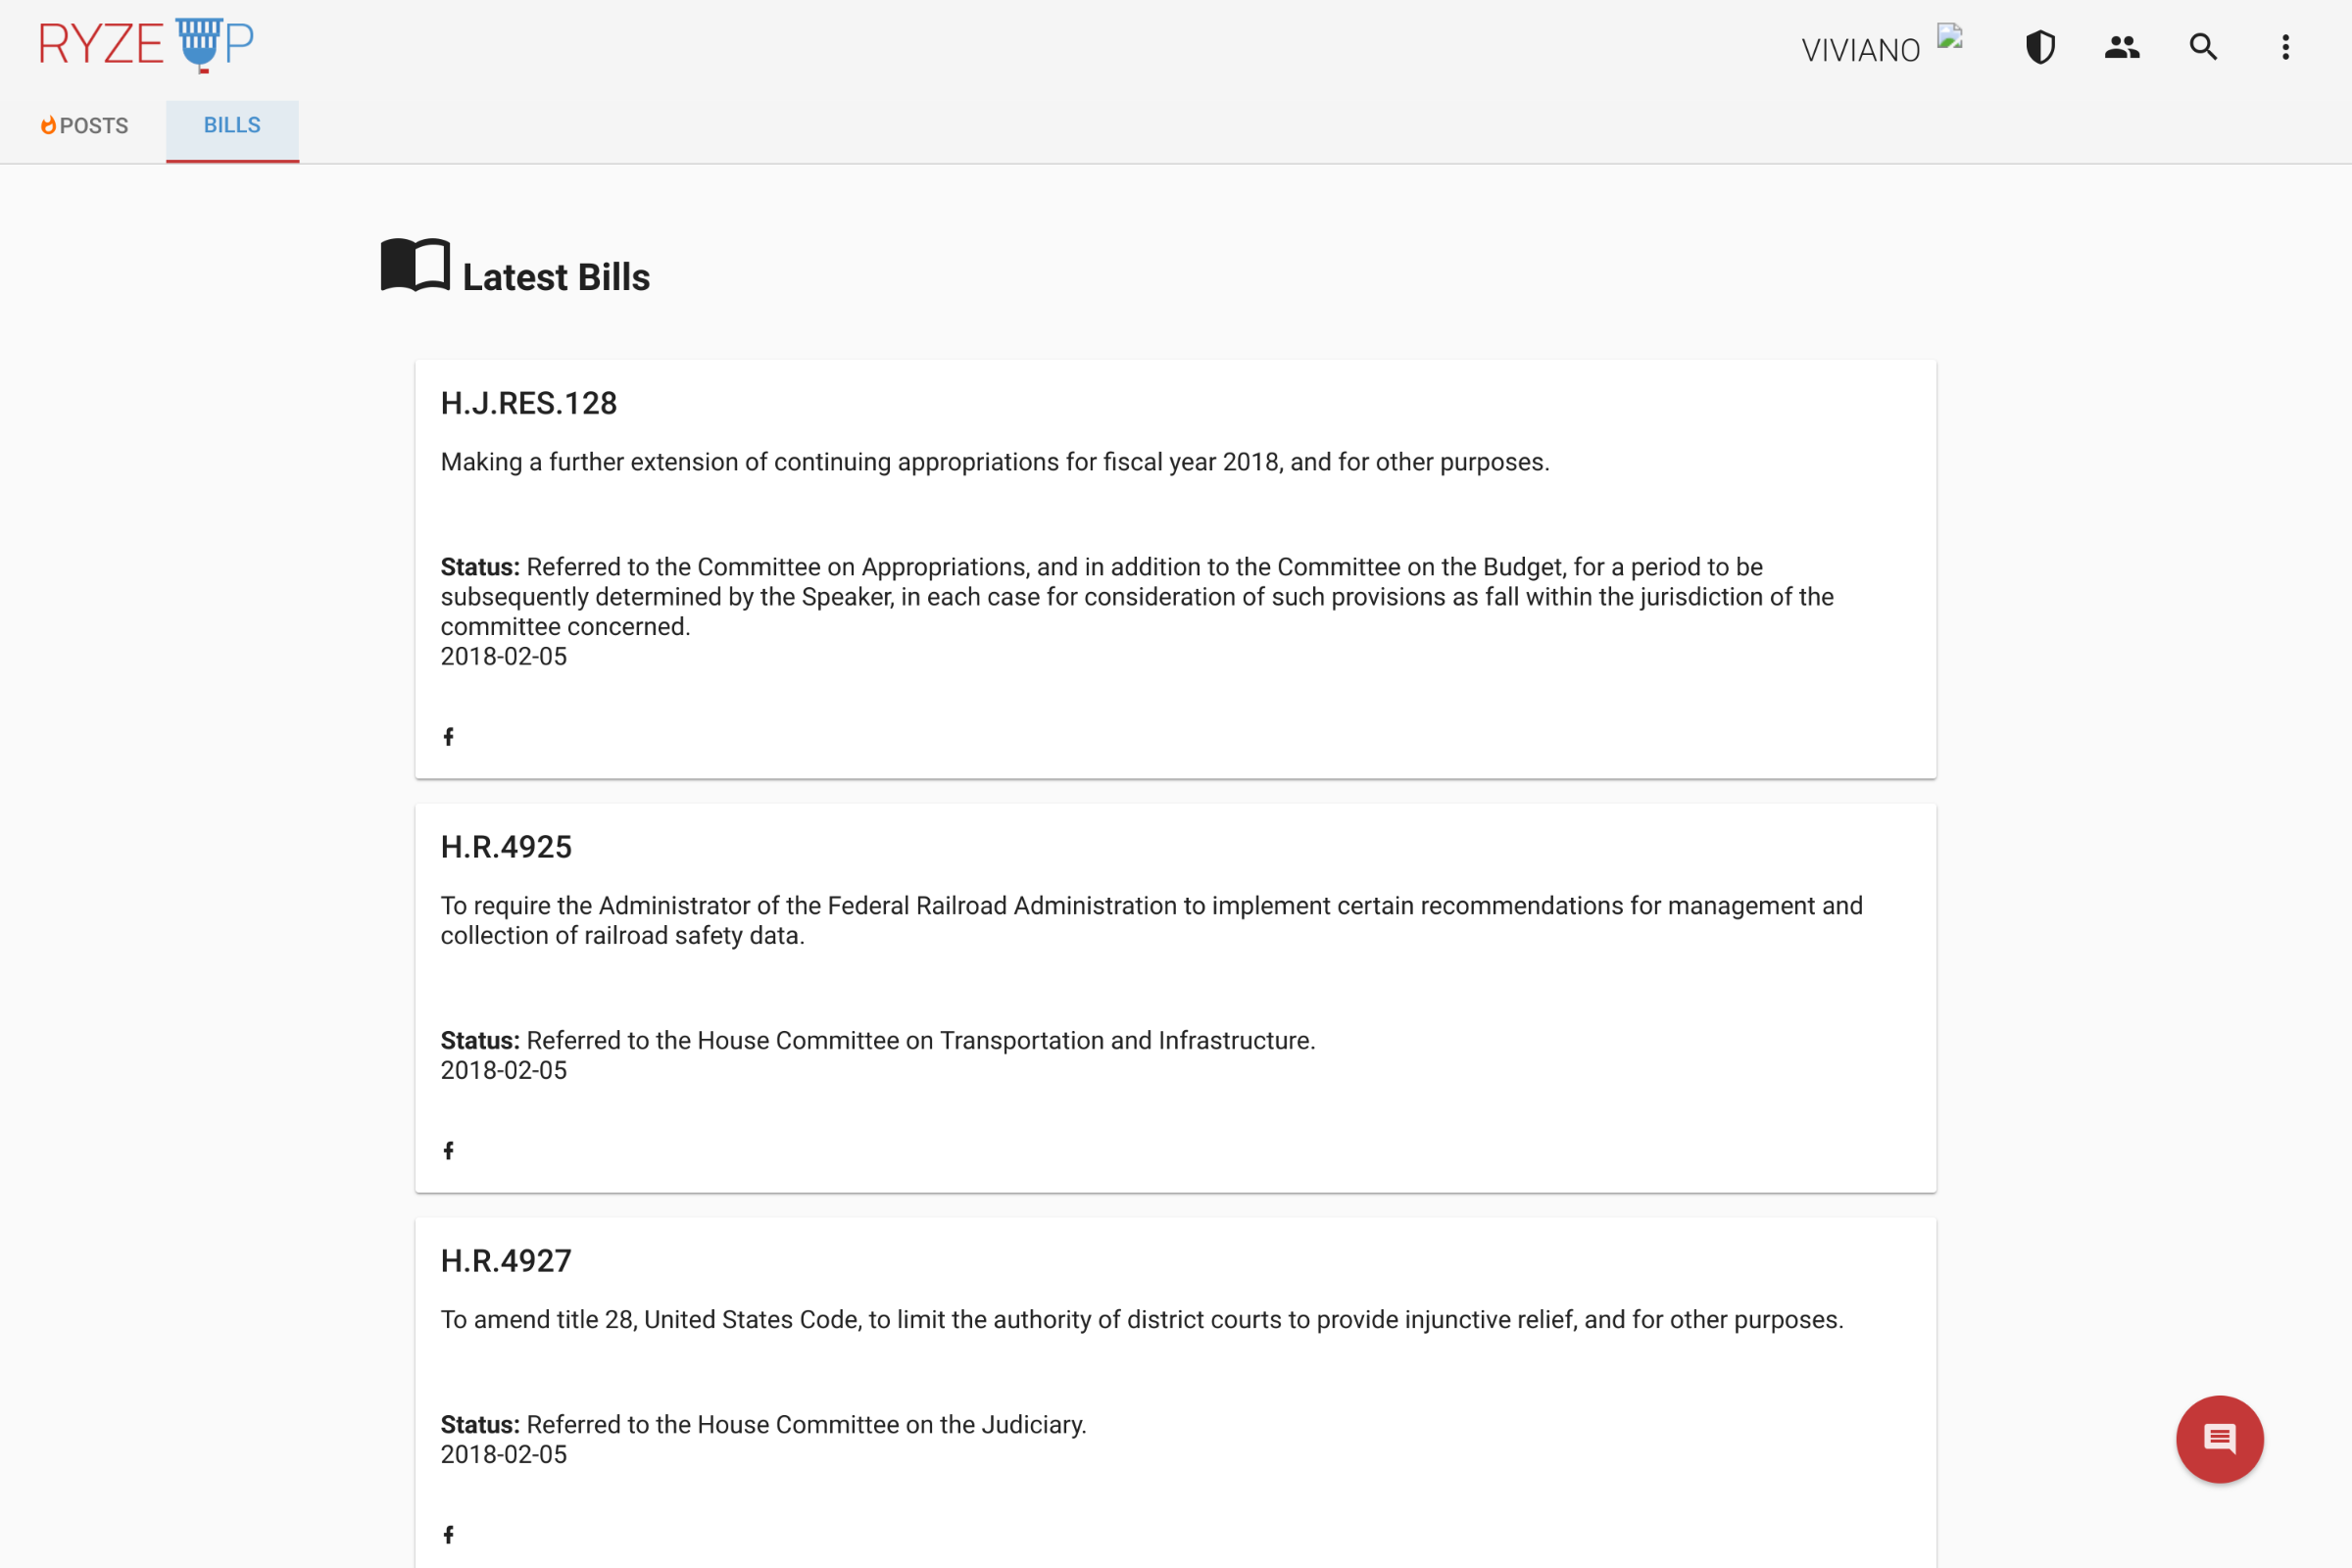 RYZE UP
VIVIANO
POSTS
BILLS
Latest Bills
H.J.RES.128
Making a further extension of continuing appropriations for fiscal year 2018, and for other purposes.
Status: Referred to the Committee on Appropriations, and in addition to the Committee on the Budget, for a period to be
subsequently determined by the Speaker, in each case for consideration of such provisions as fall within the jurisdiction of the
committee concerned.
2018-02-05
H.R.4925
To require the Administrator of the Federal Railroad Administration to implement certain recommendations for management and
collection of railroad safety data.
Status: Referred to the House Committee on Transportation and Infrastructure.
2018-02-05
H.R.4927
To amend title 28, United States Code, to limit the authority of district courts to provide injunctive relief, and for other purposes.
Status: Referred to the House Committee on the Judiciary.
2018-02-05